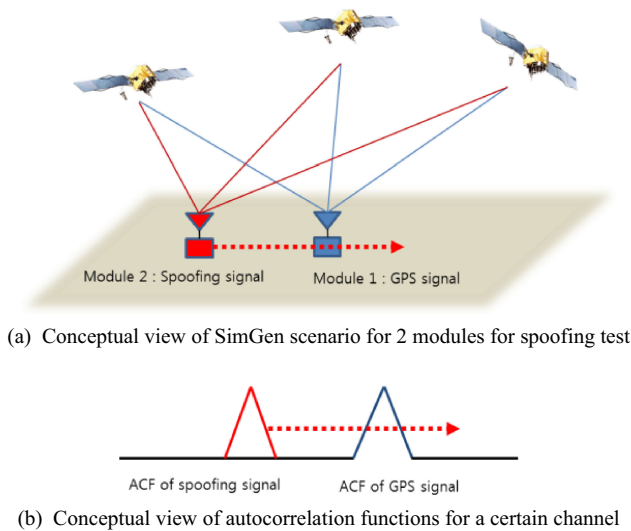 Module 2 : Spoofing signal
Module 1 : GPS signal
(a) Conceptual view of SimGen scenario for 2 modules for spoofing test
ACF of spoofing signal
ACF of GPS signal
(b) Conceptual view of autocorrelation functions for a certain channel